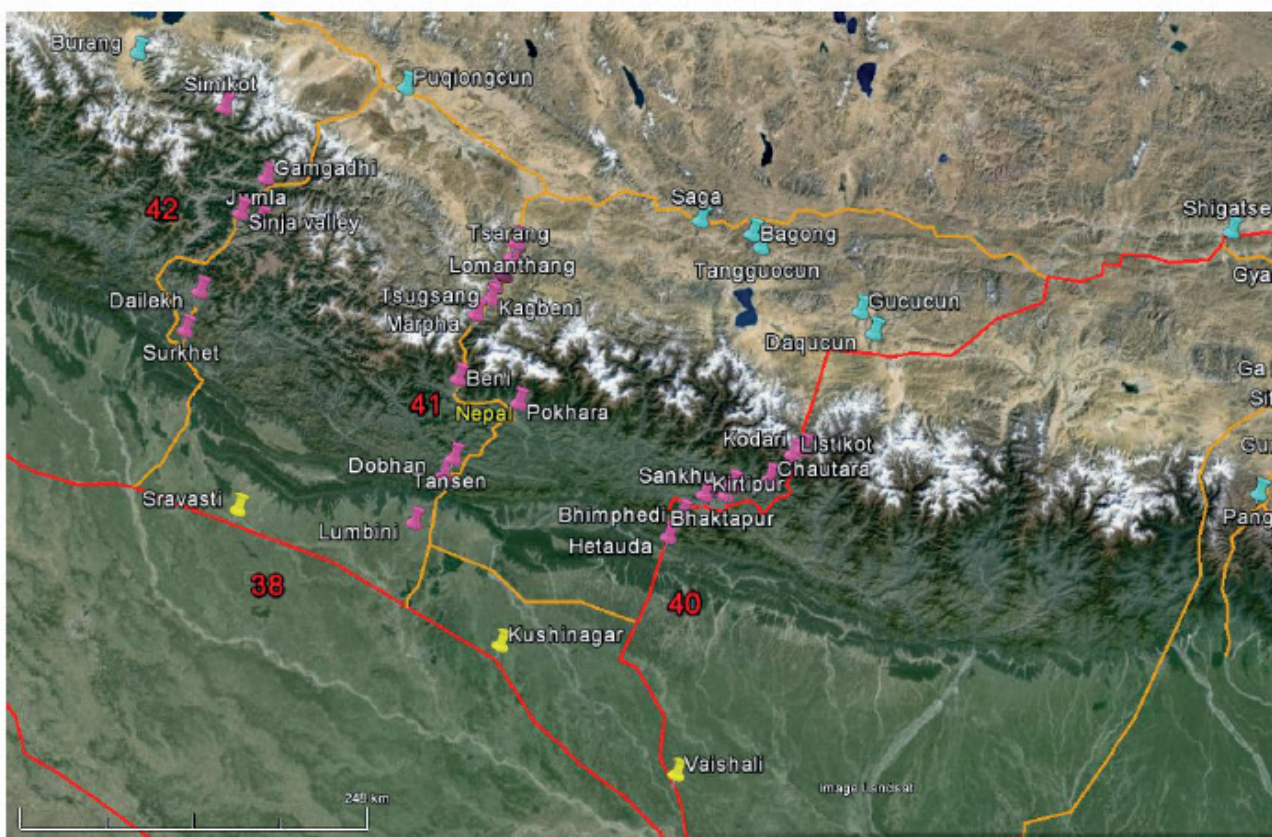 Burang
Simikot
Puqiongcun
Gamgadhi
Jumla
42
Sinja valley
Saga
Shigatse
Tsarang
Bagong
Lomanthang
Tangguocun
Gya
Dailekh
Tsugsang
Kagbeni
Gucucun
Marpha
Surkhet
Daqucun
Beni
Ga
41
Nepal
Pokhara
Sit
Kodari
Listikot
Dobhan
Chautara
Tansen
Sankhu
Kirtipur
Sravasti
Bhimphedi
Bhaktapur
Pang
Lumbini
Hetauda
38
40
Kushinagar
Vaishali
Image Landsat
248 km